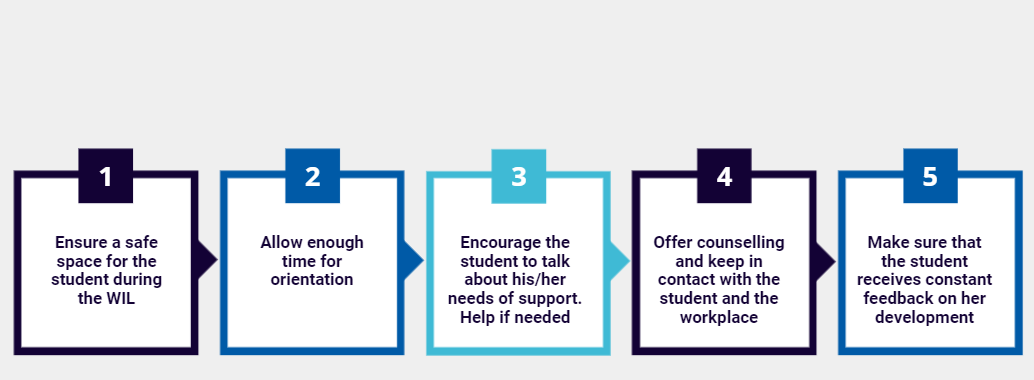 1
Ensure a safe
space for the
student during
the WIL
2
Allow enough
time for
orientation
3
Encourage the
student to talk
about his/her
needs of support.
Help if needed
4
Offer counselling
and keep in
contact with the
student and the
workplace
5
Make sure that
the student
receives constant
feedback on her
development